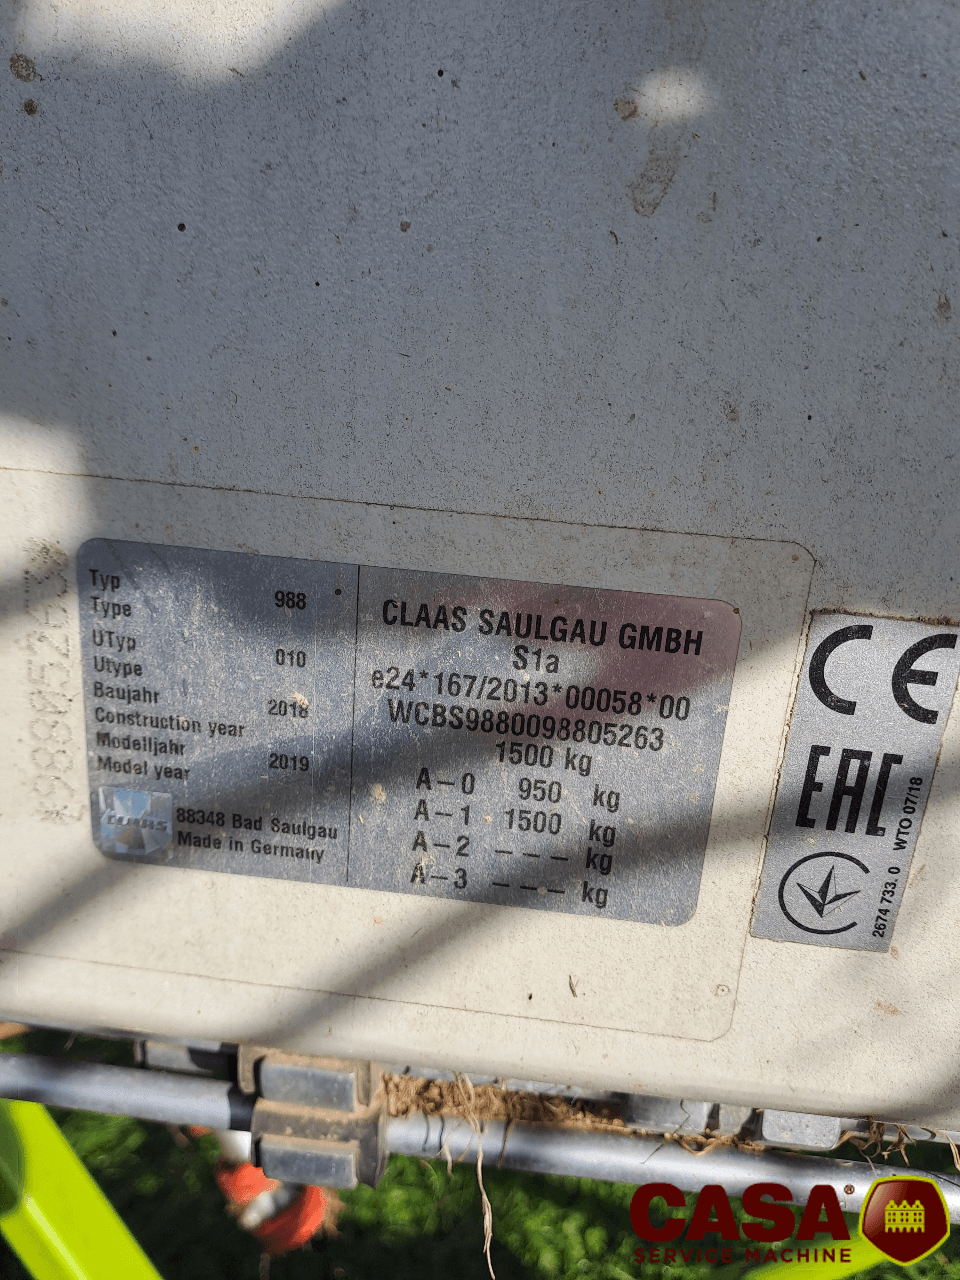 Typ
Type 988
UTyp
Utype 010
Baujahr
Construction year 2018
Modelljahr
Model year 2019
CLAAS
88348 Bad Saulgau
Made in Germany
CLAAS SAULGAU GMBH
S1a
e24*167/2013*00058*00
WCBS9880098805263
1500 kg
A-0 950 kg
A-1 1500 kg
A-2 --- kg
A-3 --- kg
CE
EAC
WTO 07/18
2674 733. 0
CASA®
SERVICE MACHINE